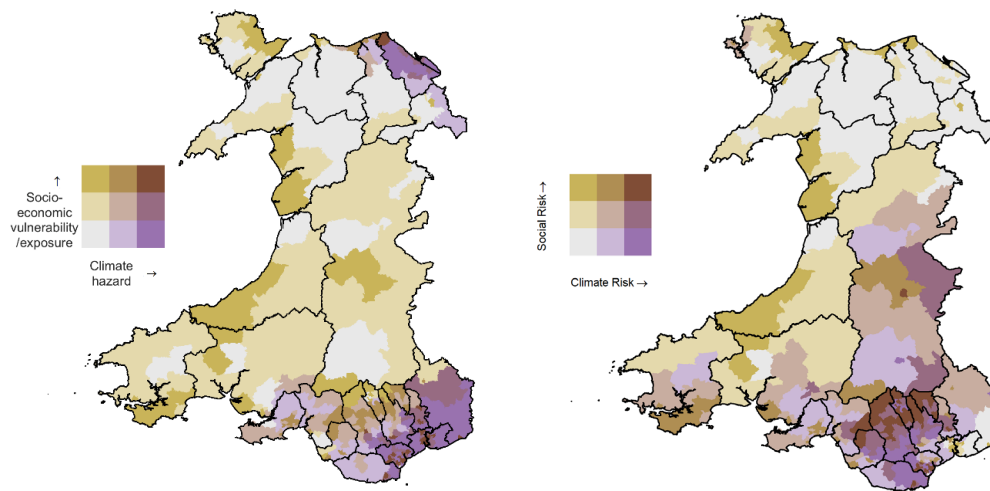 ↑
Socio-
economic
vulnerability
/exposure
Climate →
hazard
Social Risk →
Climate Risk →